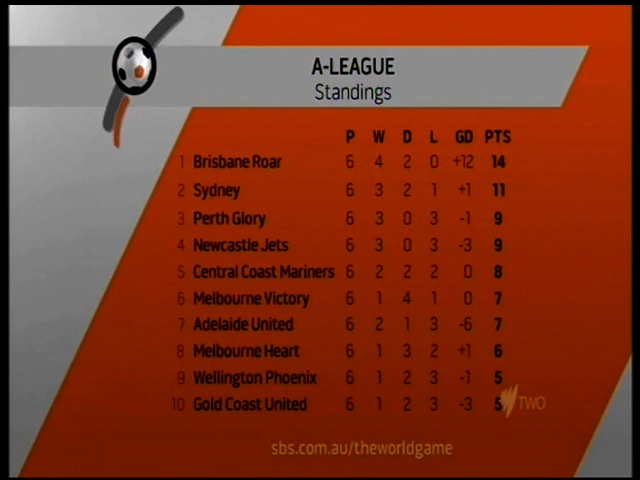 A-LEAGUE
Standings
P W D L GD PTS
1 Brisbane Roar 6 4 2 0 +12 14
2 Sydney 6 3 2 1 +1 11
3 Perth Glory 6 3 0 3 -1 9
4 Newcastle Jets 6 3 0 3 -3 9
5 Central Coast Mariners 6 2 2 2 0 8
6 Melbourne Victory 6 1 4 1 0 7
7 Adelaide United 6 2 1 3 -6 7
8 Melbourne Heart 6 1 3 2 +1 6
9 Wellington Phoenix 6 1 2 3 -1 5
10 Gold Coast United 6 1 2 3 -3 5
TWO
sbs.com.au/theworldgame